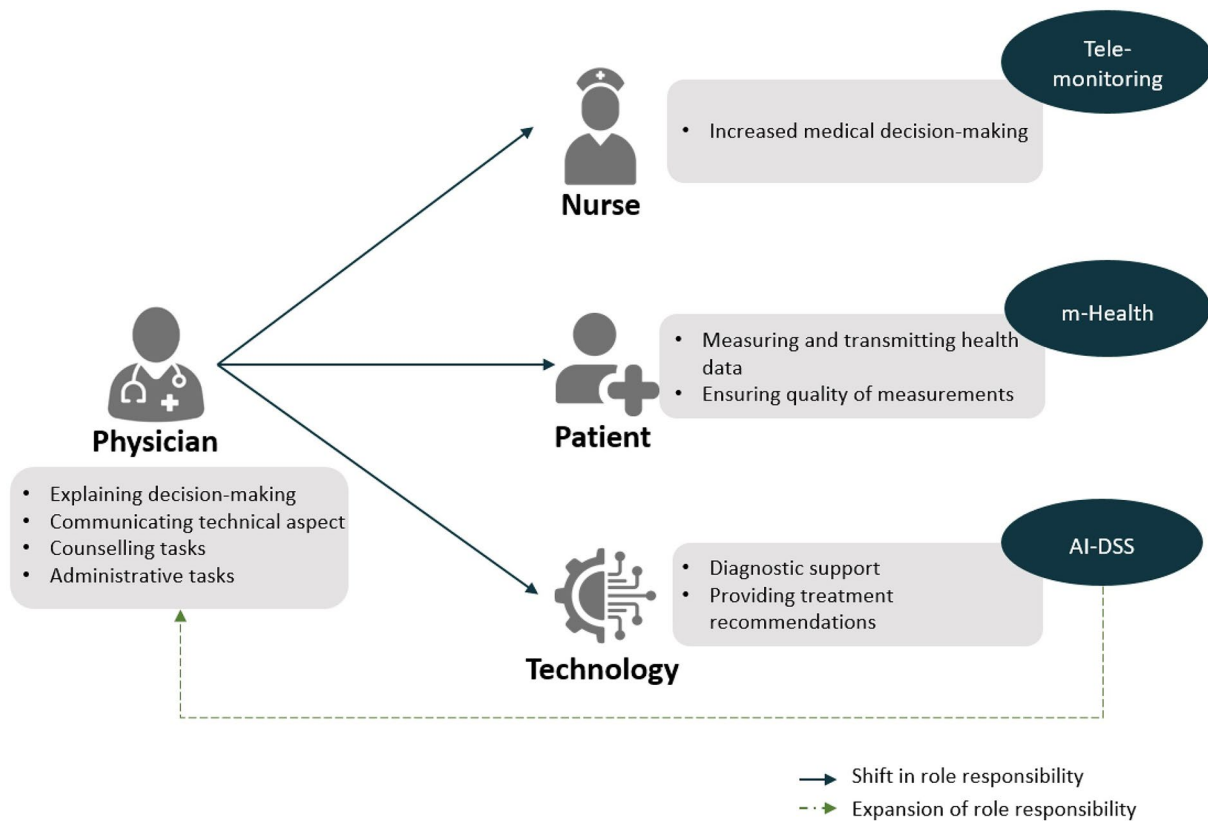 Tele-
monitoring
• Increased medical decision-making
Nurse
m-Health
• Measuring and transmitting health
data
• Ensuring quality of measurements
Patient
Physician
• Explaining decision-making
• Communicating technical aspect
• Counselling tasks
• Administrative tasks
AI-DSS
• Diagnostic support
• Providing treatment
recommendations
Technology
Shift in role responsibility
Expansion of role responsibility